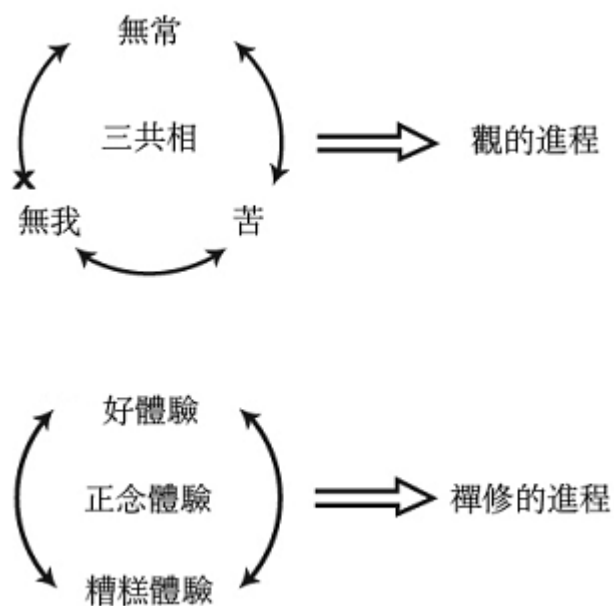 無常
三共相
觀的進程
無我
苦
好體驗
正念體驗
禪修的進程
糟糕體驗